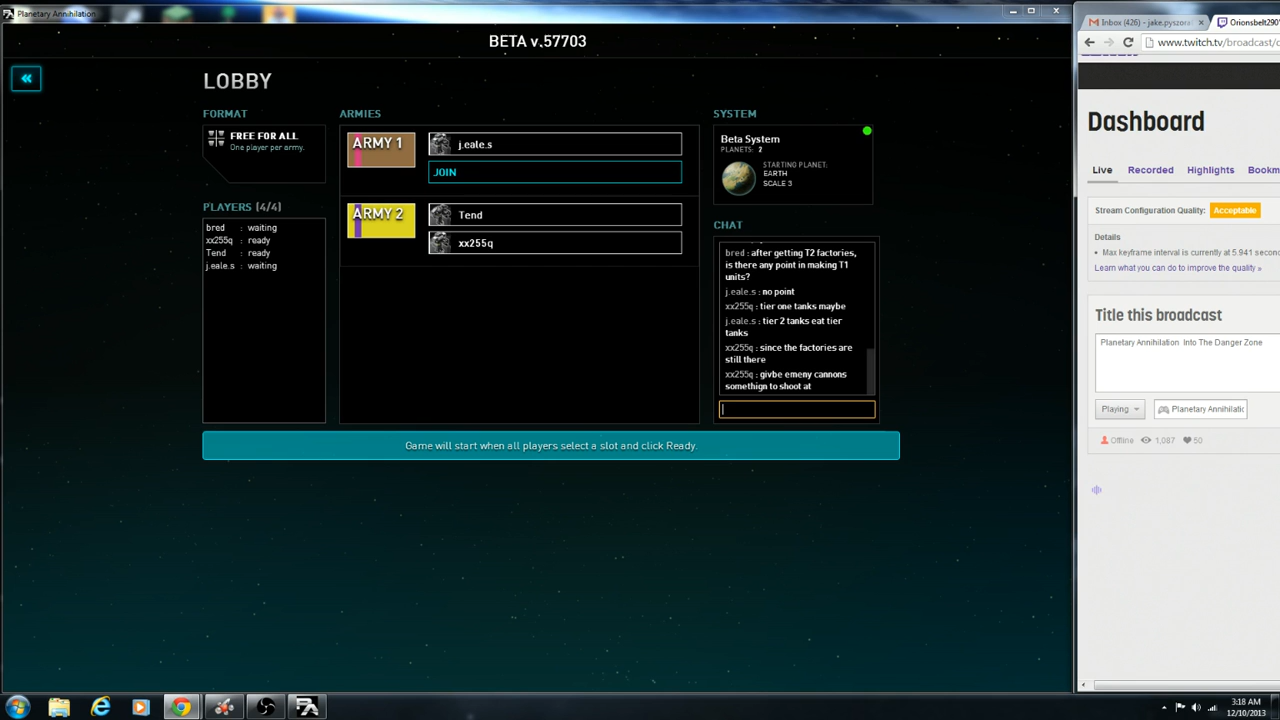 Planetary Annihilation
BETA v.57703
LOBBY
FORMAT
FREE FOR ALL
One player per army.
PLAYERS (4/4)
bred : waiting
xx255q : ready
Tend : ready
j.eale.s : waiting
ARMIES
ARMY 1
j.eale.s
JOIN
ARMY 2
Tend
xx255q
SYSTEM
Beta System
PLANETS: 2
STARTING PLANET:
EARTH
SCALE 3
CHAT
bred : after getting T2 factories,
is there any point in making T1
units?
j.eale.s : no point
xx255q : tier one tanks maybe
j.eale.s : tier 2 tanks eat tier
tanks
xx255q : since the factories are
still there
xx255q : givbe emeny cannons
somethign to shoot at
Game will start when all players select a slot and click Ready.
Inbox (426) - jake.pyszora
Orionsbelt290
www.twitch.tv/broadcast/
Dashboard
Live Recorded Highlights Bookm
Stream Configuration Quality: Acceptable
Details
• Max keyframe interval is currently at 5.941 secon
Learn what you can do to improve the quality »
Title this broadcast
Planetary Annihilation Into The Danger Zone
Playing
Planetary Annihilatic
Offline 1,087 50
3:18 AM
12/10/2013